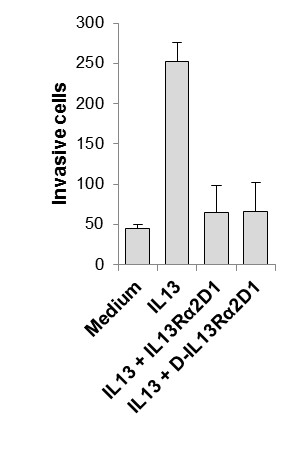 300
250
200
150
100
50
0
Invasive cells
Medium
IL13
IL13 + IL13Rα2D1
IL13 + D-IL13Rα2D1